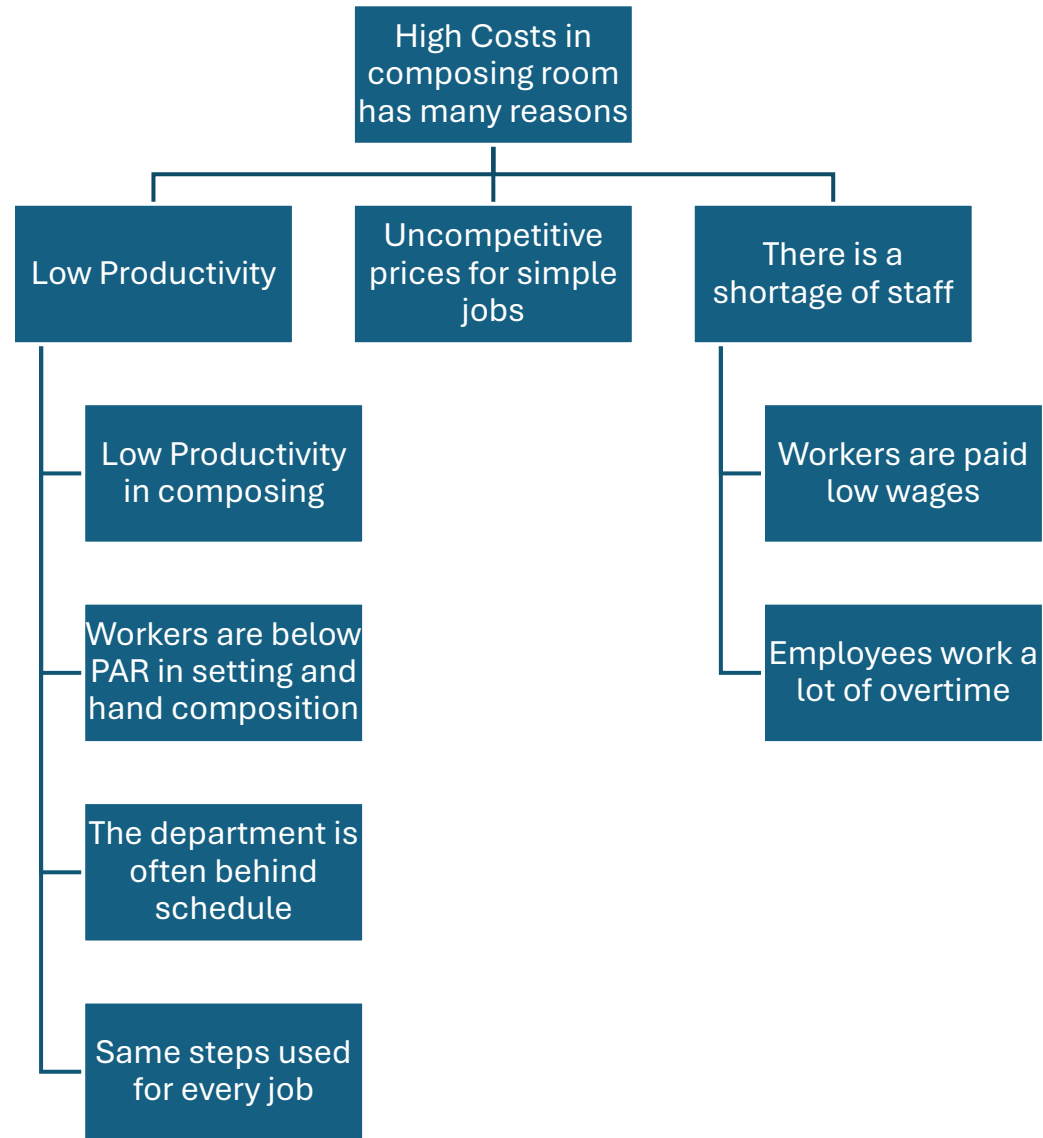 High Costs in
composing room
has many reasons
Low Productivity
Uncompetitive
prices for simple
jobs
There is a
shortage of staff
Low Productivity
in composing
Workers are below
PAR in setting and
hand composition
The department is
often behind
schedule
Same steps used
for every job
Workers are paid
low wages
Employees work a
lot of overtime